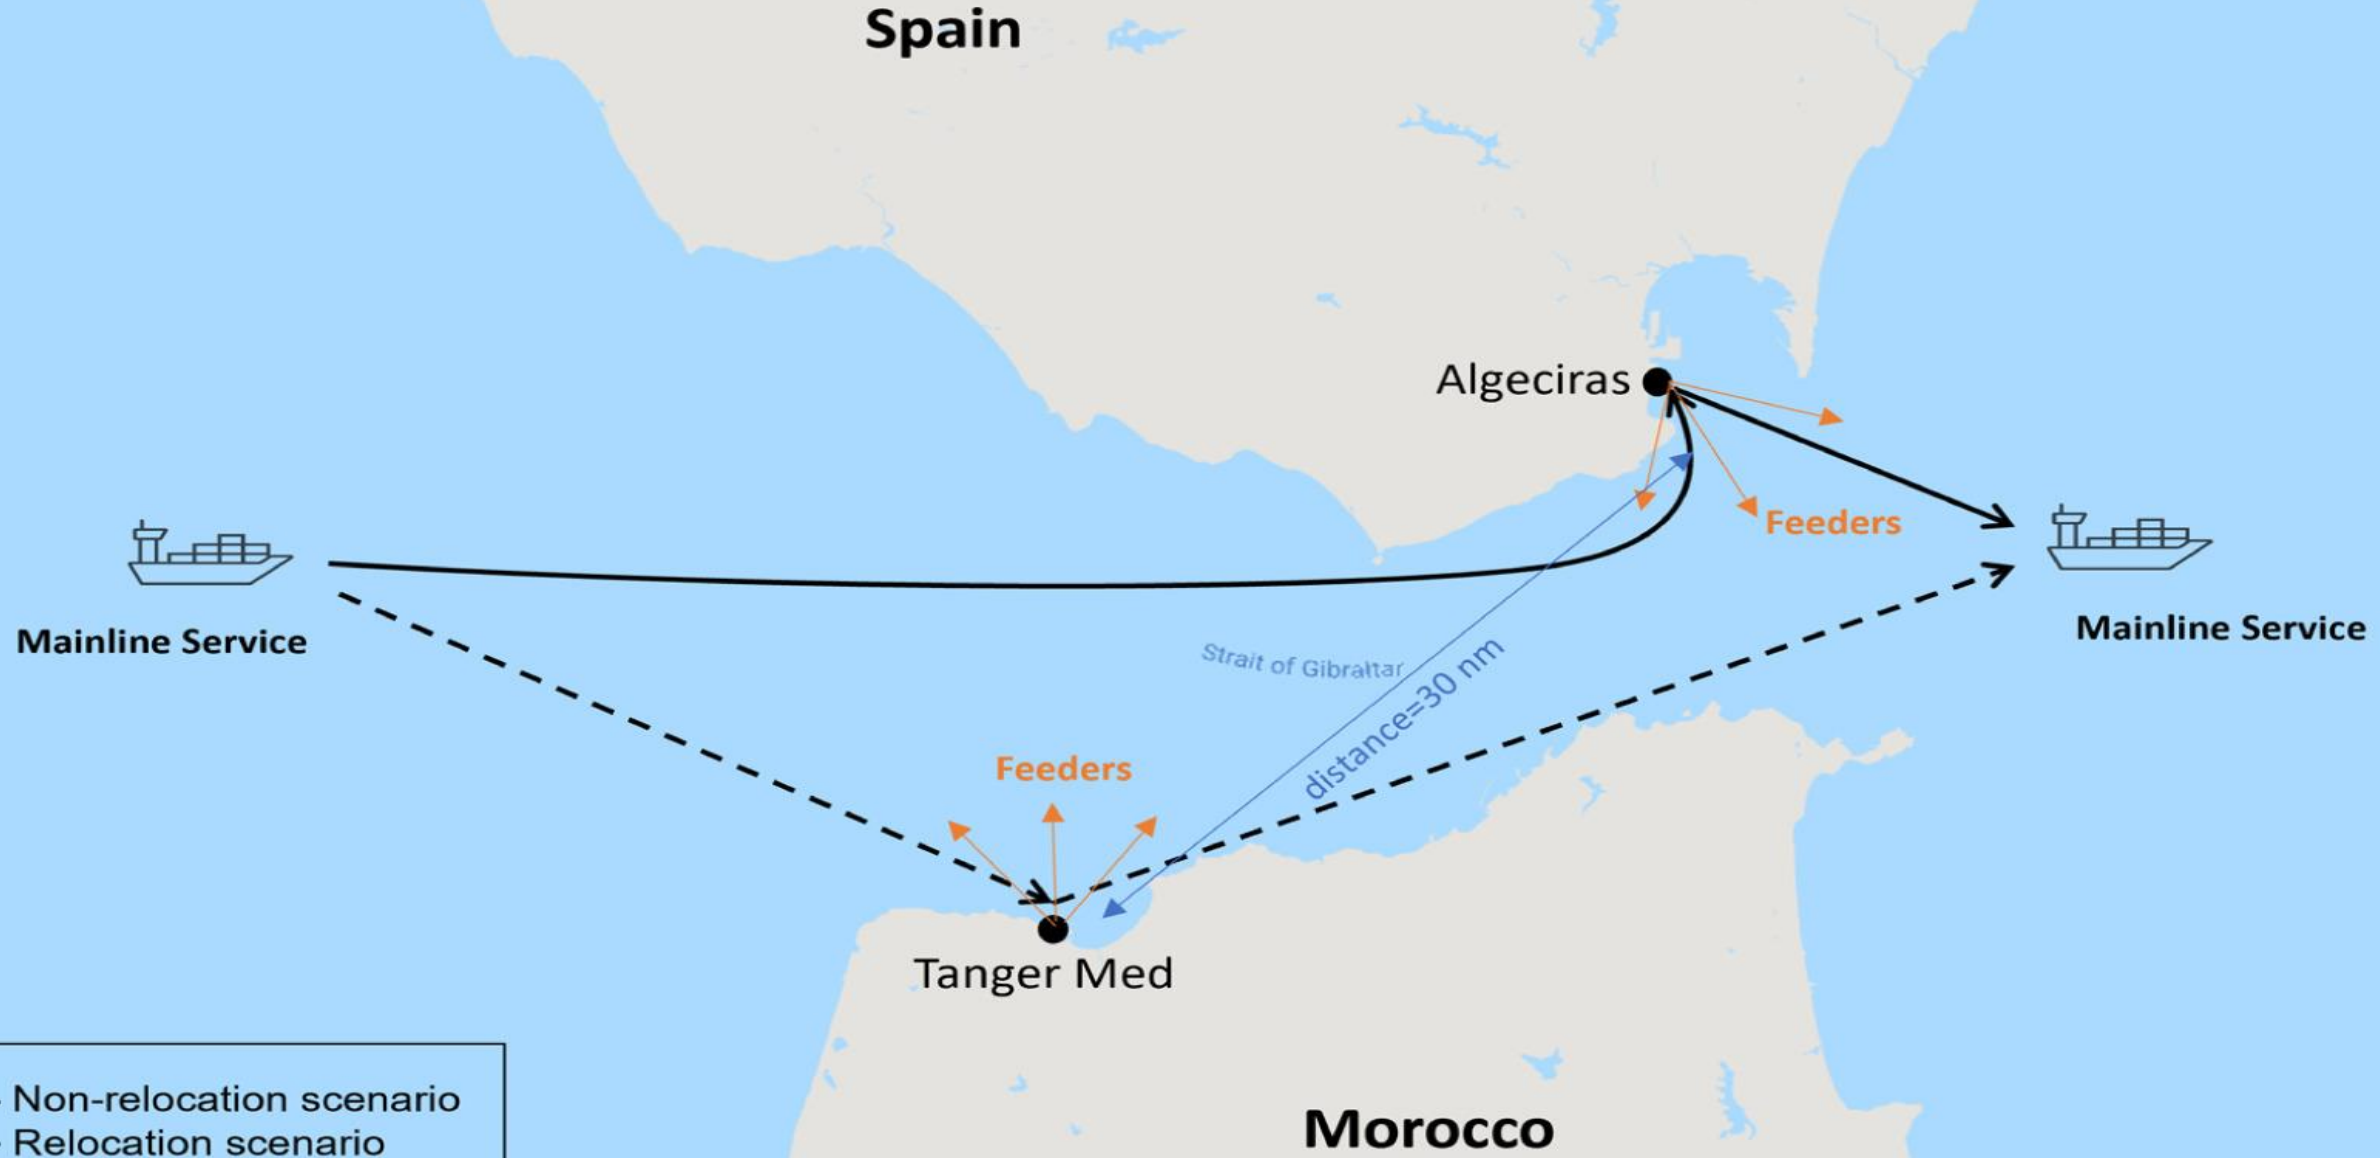 Spain
Algeciras
Feeders
Mainline Service
Mainline Service
Strait of Gibraltar
distance=30 nm
Feeders
Tanger Med
Non-relocation scenario
Relocation scenario
Morocco